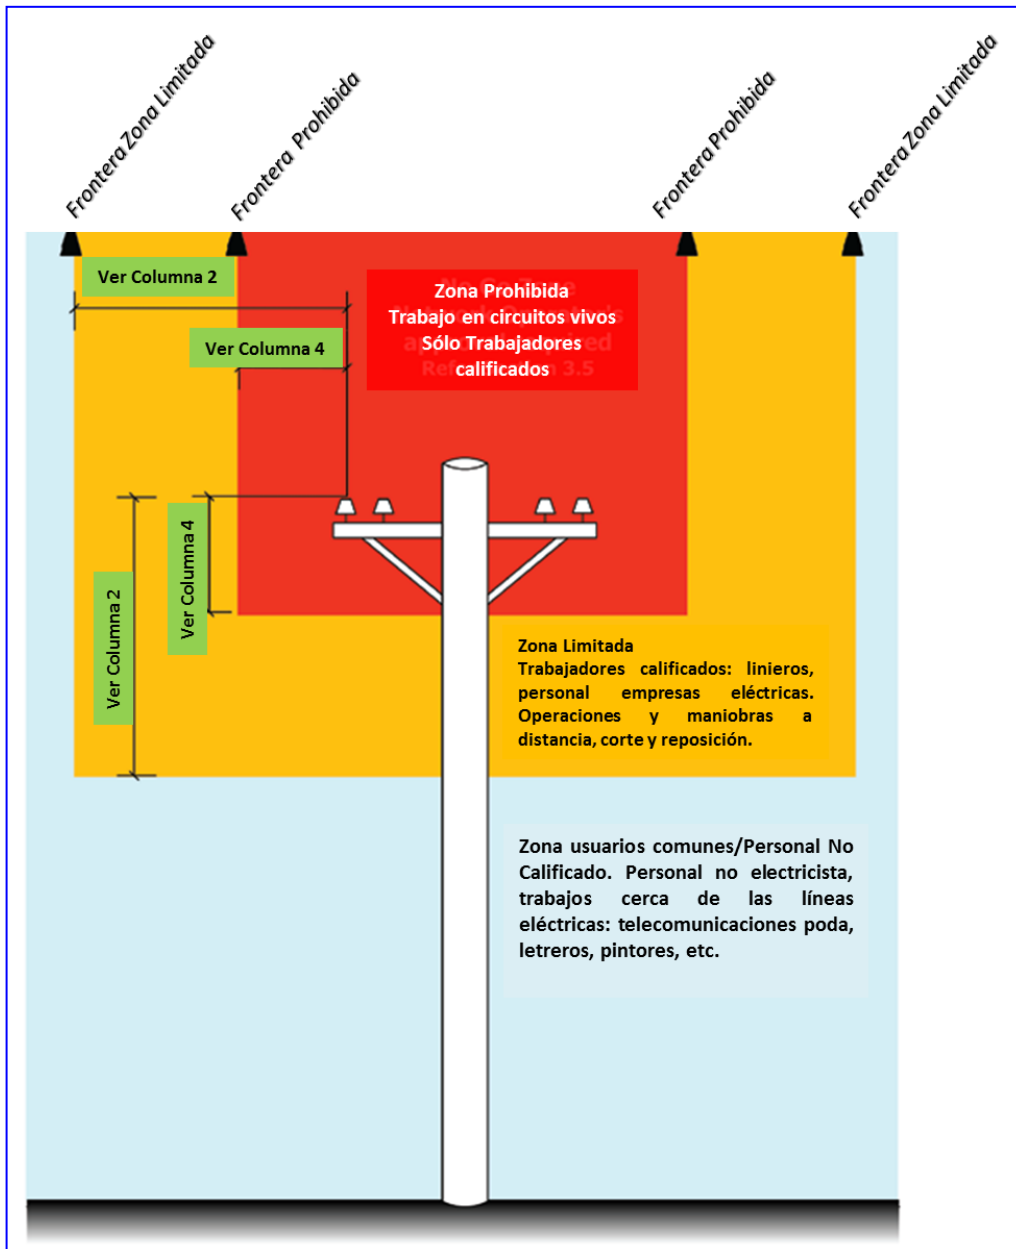 Frontera Zona Limitada
Frontera Prohibida
Frontera Prohibida
Frontera Zona Limitada
Ver Columna 2
Ver Columna 4
Zona Prohibida
Trabajo en circuitos vivos
Sólo Trabajadores
calificados
Ver Columna 4
Ver Columna 2
Zona Limitada
Trabajadores calificados: linieros,
personal empresas eléctricas.
Operaciones y maniobras a
distancia, corte y reposición.
Zona usuarios comunes/Personal No
Calificado. Personal no electricista,
trabajos cerca de las líneas
eléctricas: telecomunicaciones poda,
letreros, pintores, etc.